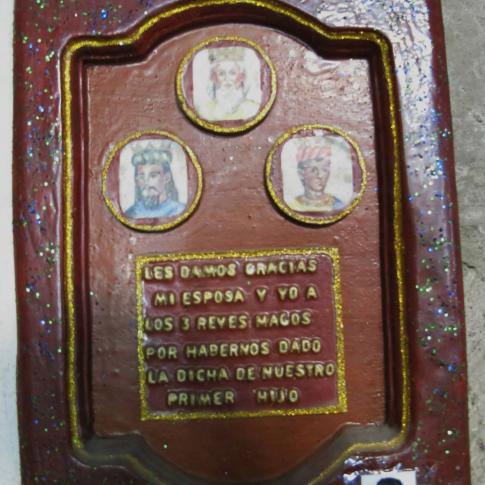 LES DAMOS GRACIAS
MI ESPOSA Y YO A
LOS 3 REYES MAGOS
POR HABERNOS DADO
LA DICHA DE NUESTRO
PRIMER HIJO